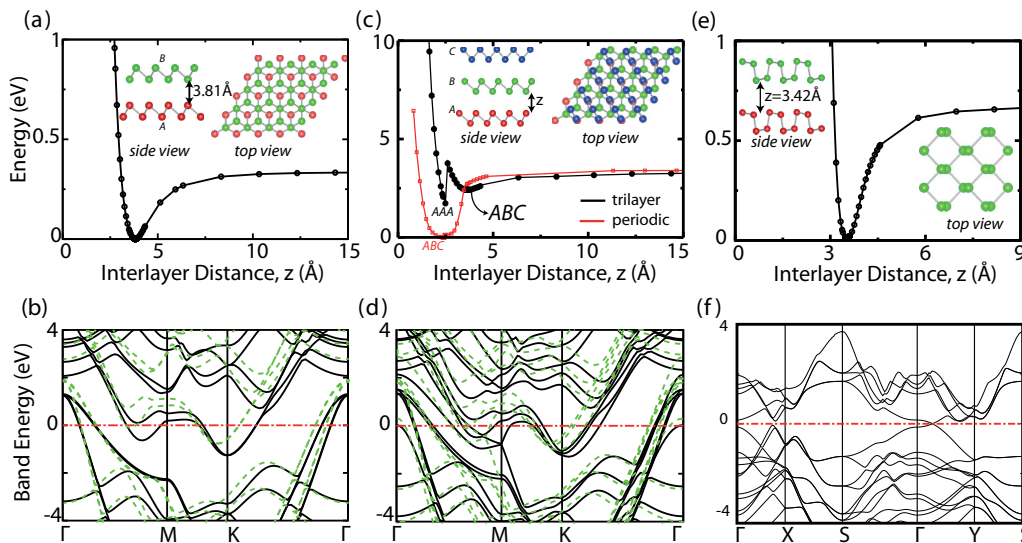 (a)
Energy (eV)
1
0.5
0
0
5
10
15
Interlayer Distance, z (Å)
B
3.81Å
A
side view
top view
(c)
10
5
0
0
5
10
15
Interlayer Distance, z (Å)
C
B
z
A
side view
top view
AAA
ABC
ABC
trilayer
periodic
(e)
1
0.5
0
0
3
6
9
Interlayer Distance, z (Å)
z=3.42Å
side view
top view
(b)
Band Energy (eV)
4
0
−4
Γ
M
K
Γ
(d)
4
0
−4
Γ
M
K
Γ
(f)
4
0
−4
Γ
X
S
Γ
Y